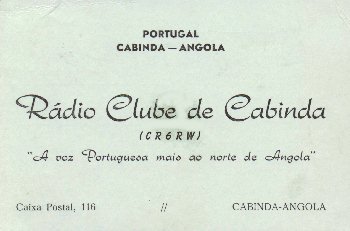 PORTUGAL
CABINDA — ANGOLA
Rádio Clube de Cabinda
(CR6RW)
"A voz Portuguesa mais ao norte de Angola"
Caixa Postal, 116 // CABINDA-ANGOLA